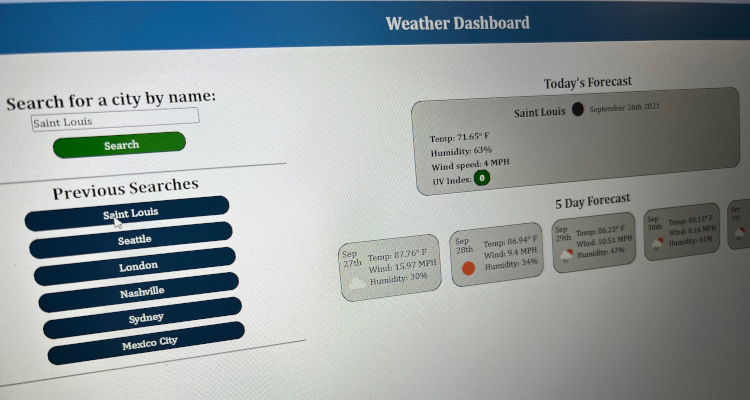 Weather Dashboard
Search for a city by name:
Saint Louis
Search
Previous Searches
Saint Louis
Seattle
London
Nashville
Sydney
Mexico City
Today's Forecast
Saint Louis September 26th 2021
Temp: 71.65° F
Humidity: 63%
Wind speed: 4 MPH
UV Index: 0
5 Day Forecast
Sep 27th
Temp: 87.76° F
Wind: 15.97 MPH
Humidity: 30%
Sep 28th
Temp: 86.94° F
Wind: 9.4 MPH
Humidity: 34%
Sep 29th
Temp: 86.23° F
Wind: 10.51 MPH
Humidity: 47%
Sep 30th
Temp: 80.13° F
Wind: 8.16 MPH
Humidity: 61%
Oct 1st